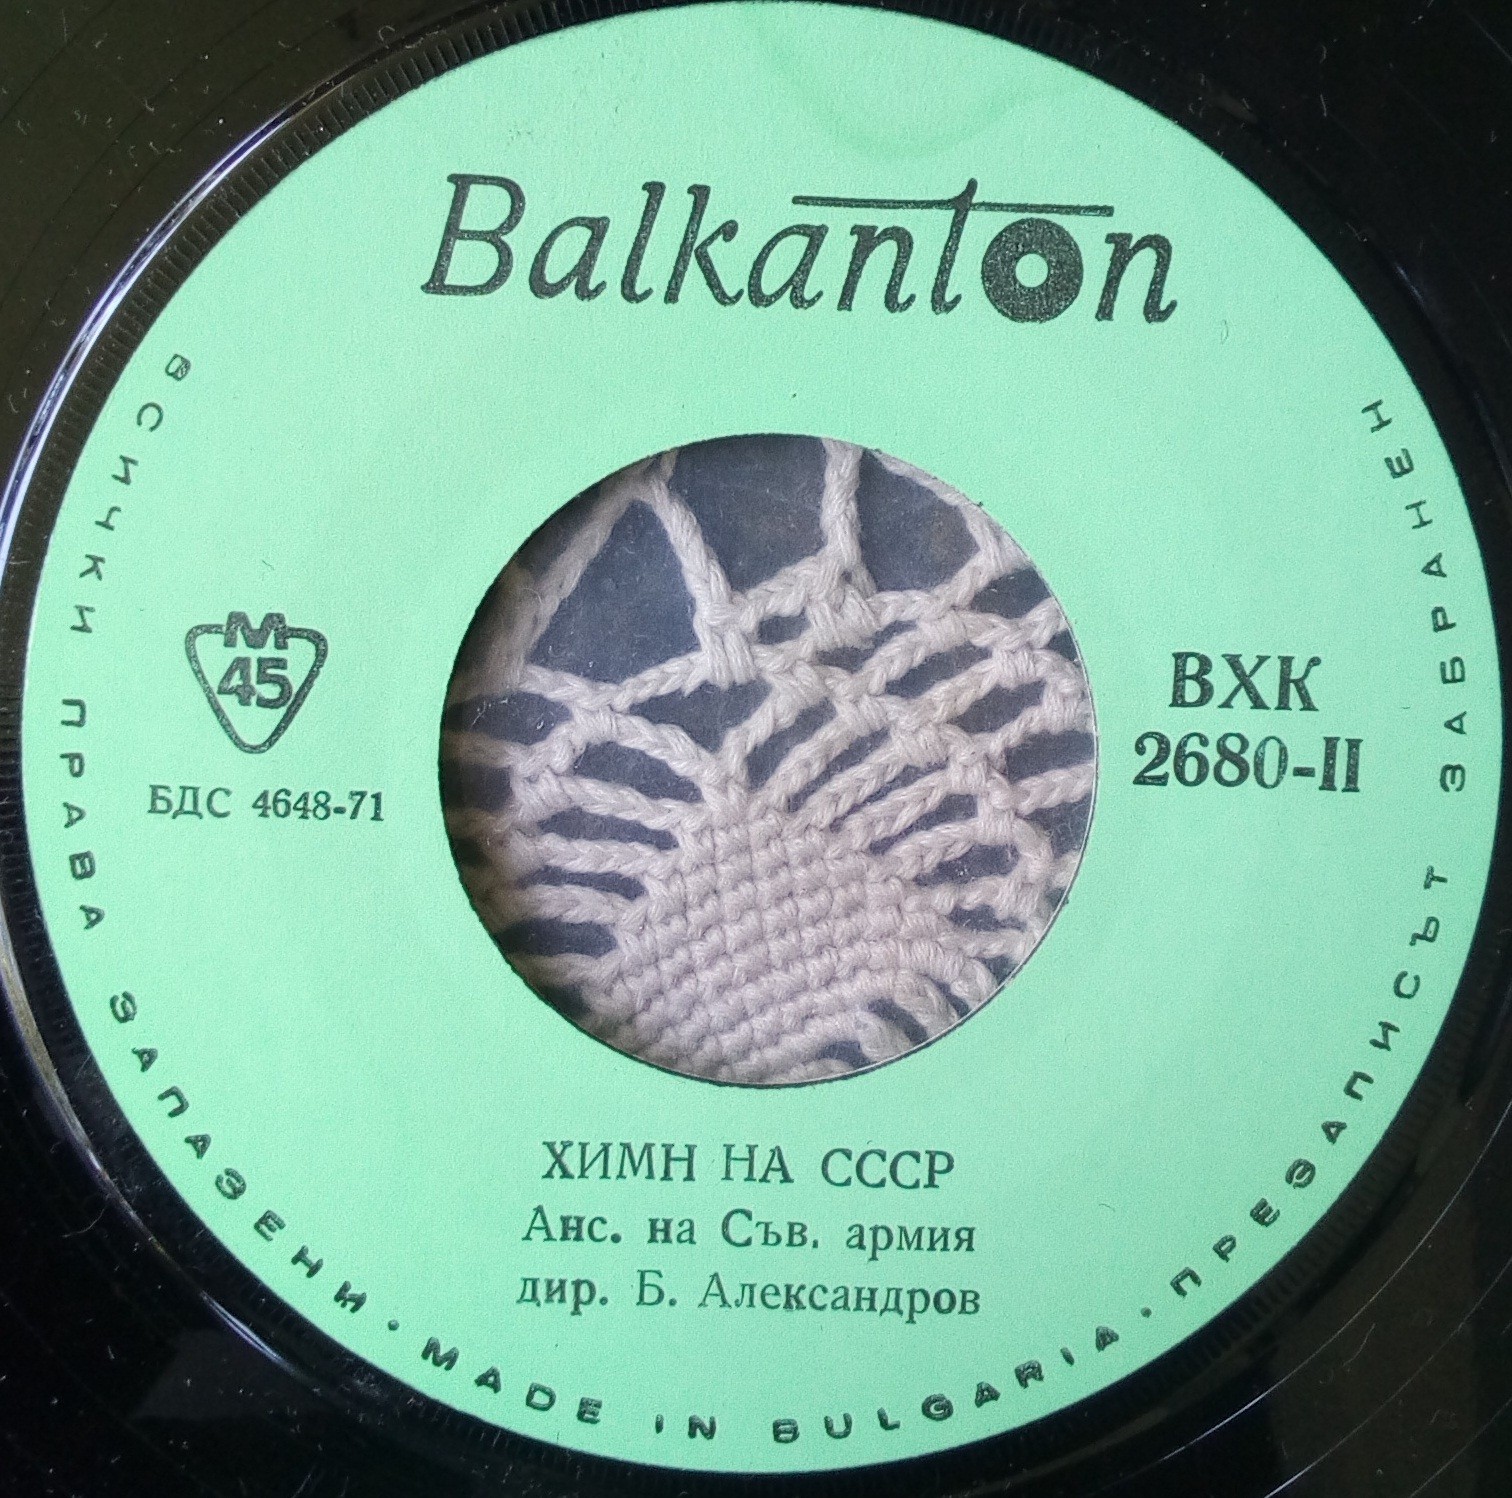 Balkanton
М
45
БДС 4648-71
ВХК
2680-II
ХИМН НА СССР
Анс. на Съв. армия
дир. Б. Александров
ВСИЧКИ ПРАВА ЗАПАЗЕНИ · MADE IN BULGARIA · ПРЕЗАПИСЪТ ЗАБРАНЕН